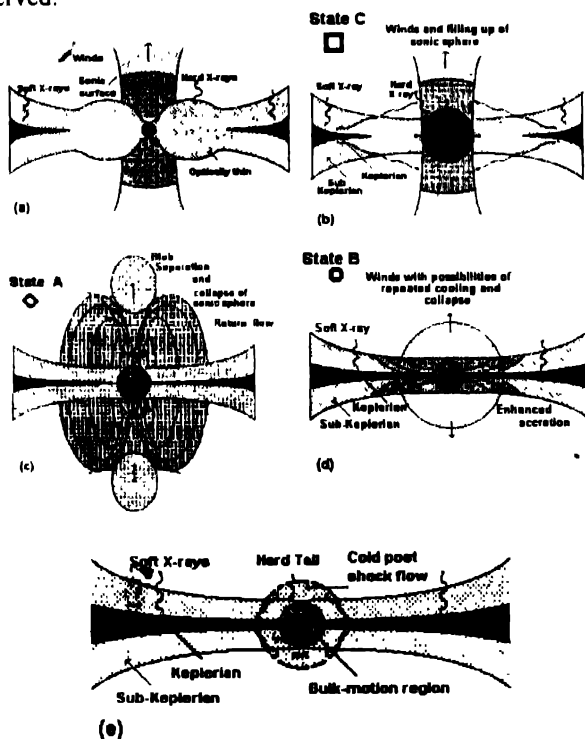 erved.
Winds
Sonic
surface
Hard X-rays
Soft X-rays
Optically thin
(a)
State C
Winds and filling up of
sonic sphere
Soft X-ray
Hard
X ray
Sub
Keplerian
Keplerian
(b)
State A
Blob
Separation
and
collapse of
sonic sphere
Return flow
(c)
State B
Winds with possibilities of
repeated cooling and
collapse
Soft X-ray
Keplerian
Sub-Keplerian
Enhanced
accretion
(d)
Soft X-rays
Hard Tail
Cold post
shock flow
Keplerian
Sub-Keplerian
Bulk-motion region
(e)